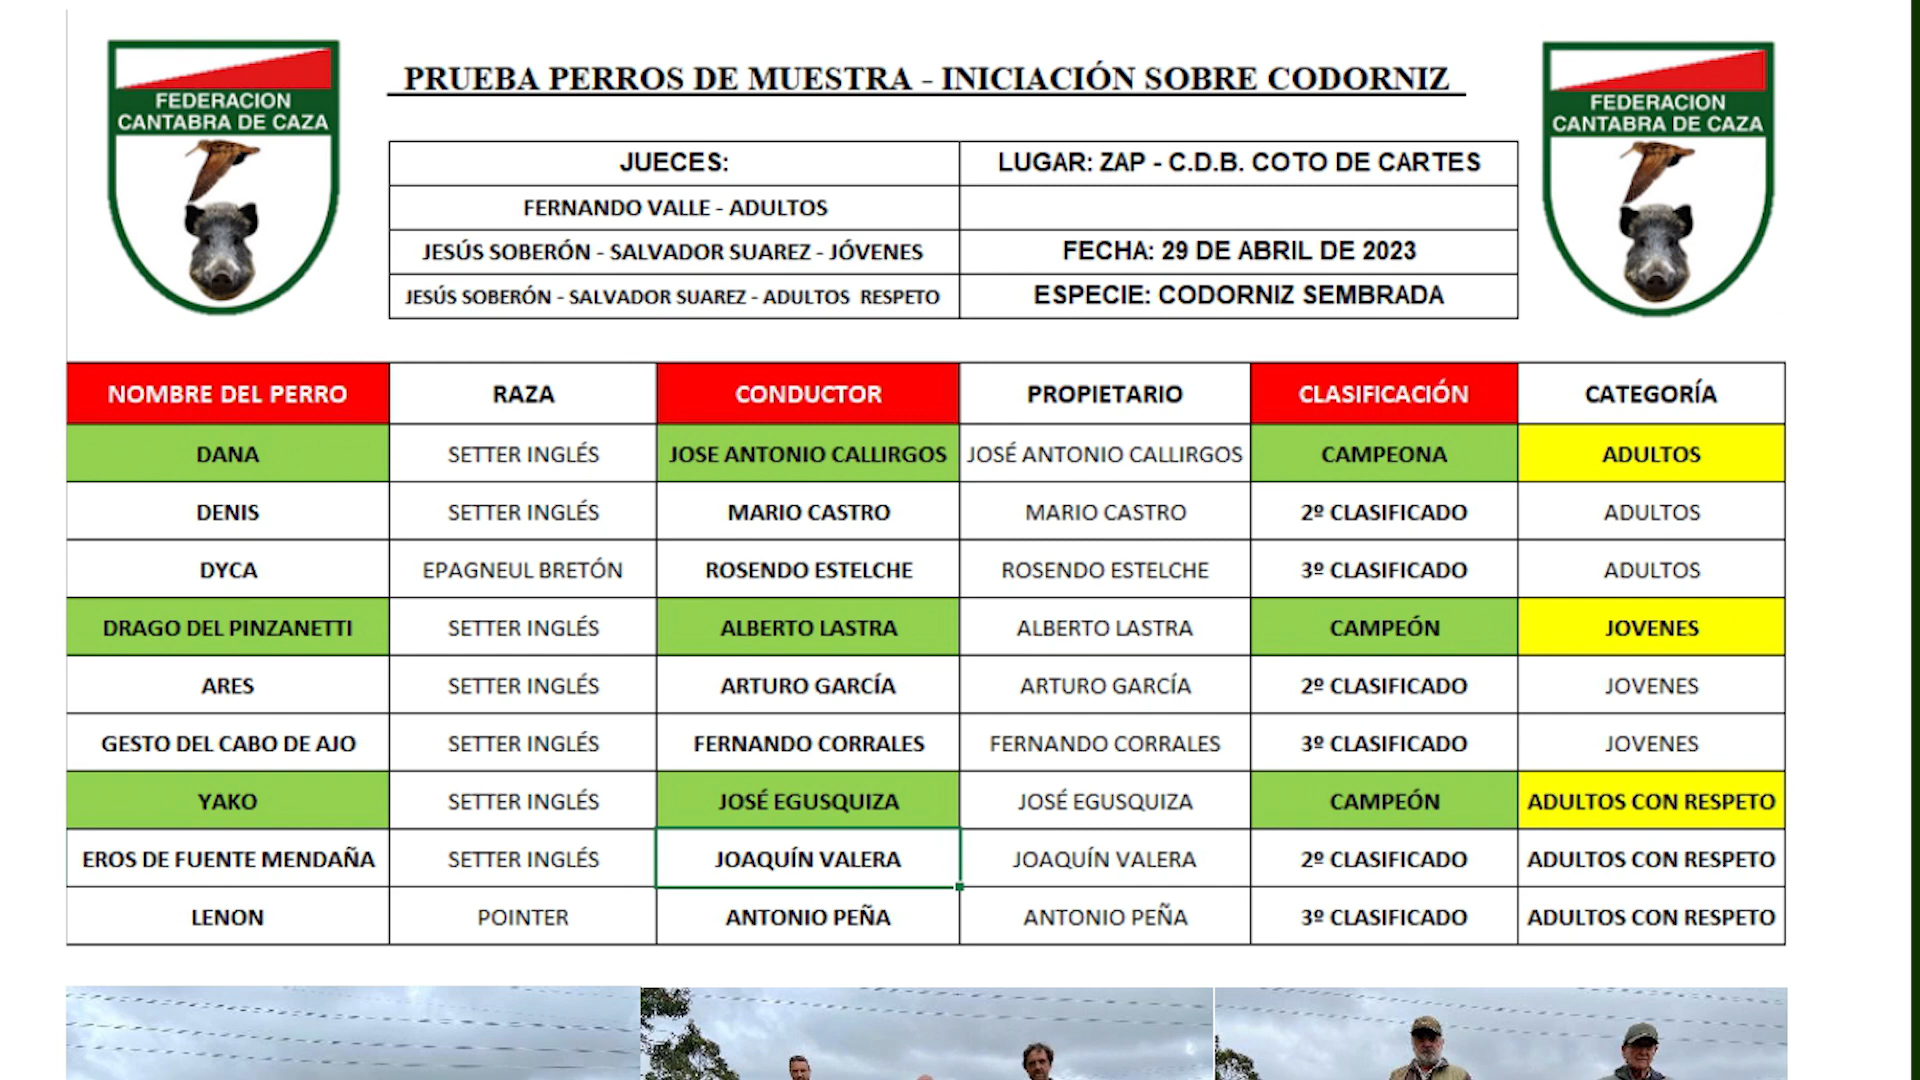 FEDERACION
CANTABRA DE CAZA
PRUEBA PERROS DE MUESTRA - INICIACIÓN SOBRE CODORNIZ
FEDERACION
CANTABRA DE CAZA
JUECES: LUGAR: ZAP - C.D.B. COTO DE CARTES
FERNANDO VALLE - ADULTOS
JESÚS SOBERÓN - SALVADOR SUAREZ - JÓVENES FECHA: 29 DE ABRIL DE 2023
JESÚS SOBERÓN - SALVADOR SUAREZ - ADULTOS RESPETO ESPECIE: CODORNIZ SEMBRADA
NOMBRE DEL PERRO RAZA CONDUCTOR PROPIETARIO CLASIFICACIÓN CATEGORÍA
DANA SETTER INGLÉS JOSE ANTONIO CALLIRGOS JOSÉ ANTONIO CALLIRGOS CAMPEONA ADULTOS
DENIS SETTER INGLÉS MARIO CASTRO MARIO CASTRO 2º CLASIFICADO ADULTOS
DYCA EPAGNEUL BRETÓN ROSENDO ESTELCHE ROSENDO ESTELCHE 3º CLASIFICADO ADULTOS
DRAGO DEL PINZANETTI SETTER INGLÉS ALBERTO LASTRA ALBERTO LASTRA CAMPEÓN JOVENES
ARES SETTER INGLÉS ARTURO GARCÍA ARTURO GARCÍA 2º CLASIFICADO JOVENES
GESTO DEL CABO DE AJO SETTER INGLÉS FERNANDO CORRALES FERNANDO CORRALES 3º CLASIFICADO JOVENES
YAKO SETTER INGLÉS JOSÉ EGUSQUIZA JOSÉ EGUSQUIZA CAMPEÓN ADULTOS CON RESPETO
EROS DE FUENTE MENDAÑA SETTER INGLÉS JOAQUÍN VALERA JOAQUÍN VALERA 2º CLASIFICADO ADULTOS CON RESPETO
LENON POINTER ANTONIO PEÑA ANTONIO PEÑA 3º CLASIFICADO ADULTOS CON RESPETO